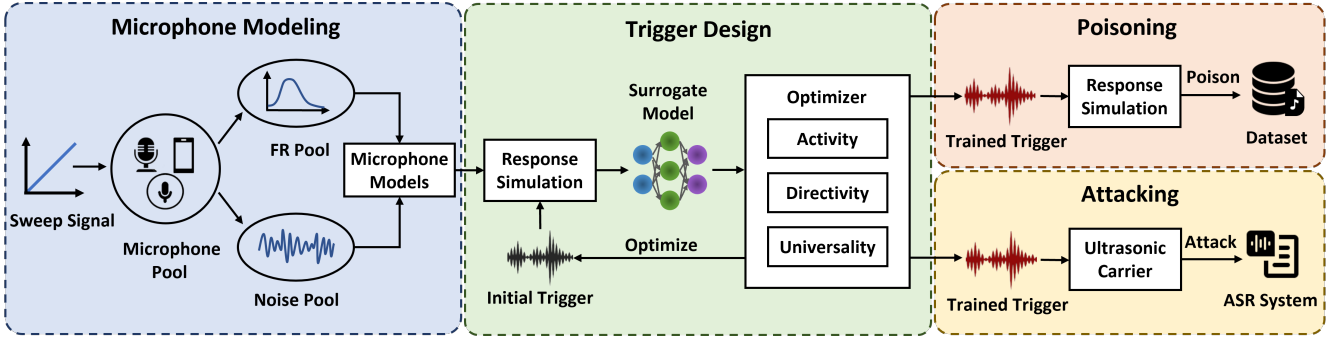 Microphone Modeling
Sweep Signal
Microphone
Pool
FR Pool
Noise Pool
Microphone
Models
Trigger Design
Response
Simulation
Initial Trigger
Surrogate
Model
Optimize
Optimizer
Activity
Directivity
Universality
Poisoning
Trained Trigger
Response
Simulation
Poison
Dataset
Attacking
Trained Trigger
Ultrasonic
Carrier
Attack
ASR System